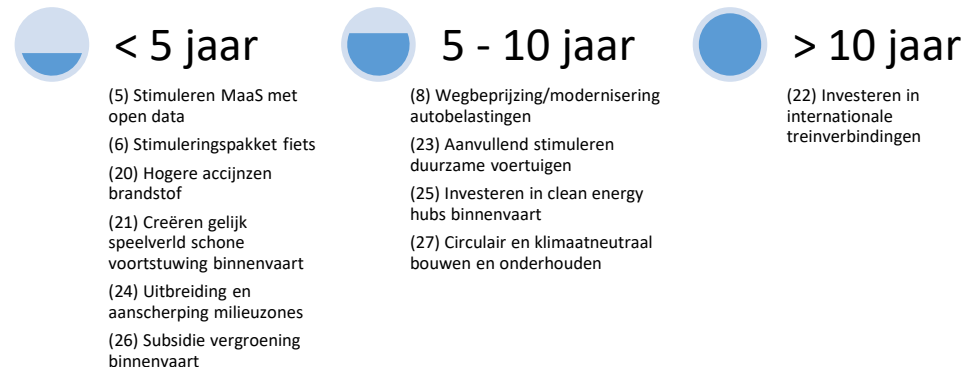 < 5 jaar
(5) Stimuleren MaaS met
open data
(6) Stimuleringspakket fiets
(20) Hogere accijnzen
brandstof
(21) Creëren gelijk
speelverld schone
voortstuwing binnenvaart
(24) Uitbreiding en
aanscherping milieuzones
(26) Subsidie vergroening
binnenvaart
5 - 10 jaar
(8) Wegbeprijzing/modernisering
autobelastingen
(23) Aanvullend stimuleren
duurzame voertuigen
(25) Investeren in clean energy
hubs binnenvaart
(27) Circulair en klimaatneutraal
bouwen en onderhouden
> 10 jaar
(22) Investeren in
internationale
treinverbindingen